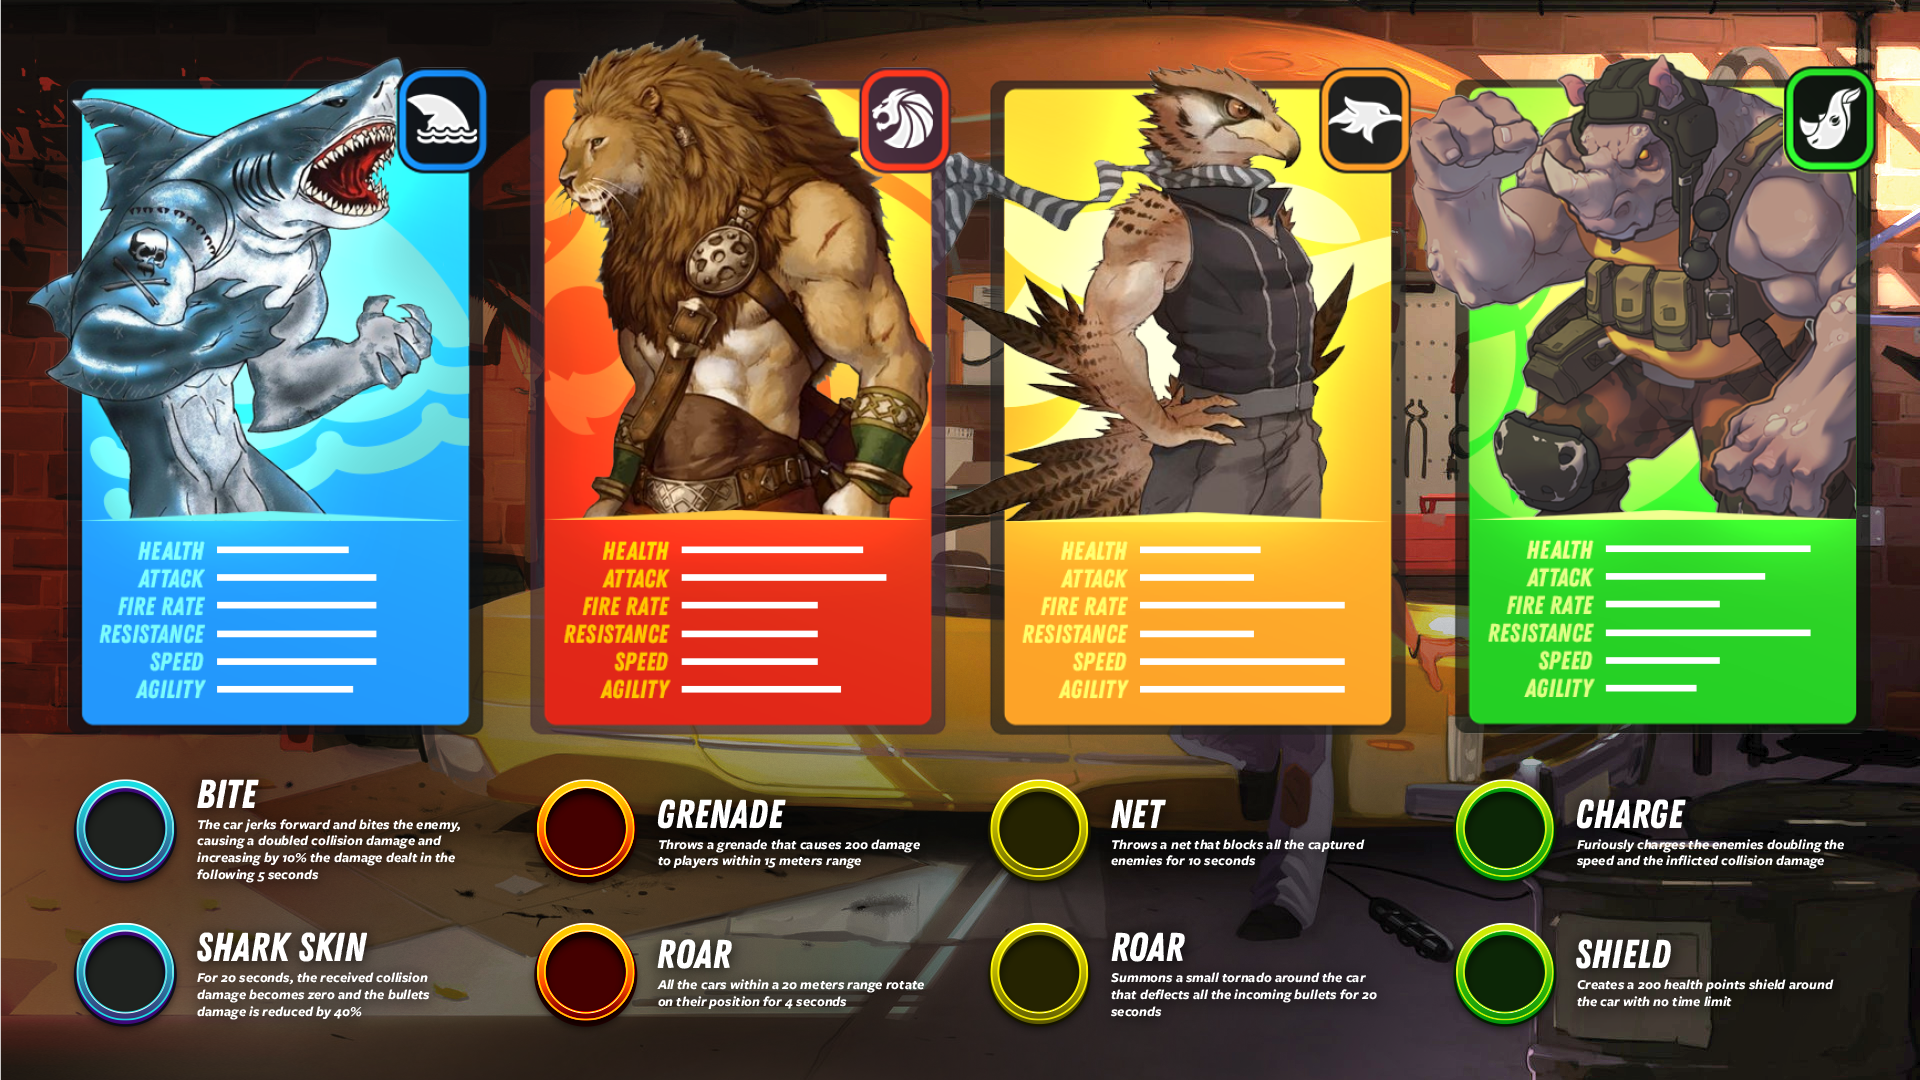 HEALTH
ATTACK
FIRE RATE
RESISTANCE
SPEED
AGILITY
HEALTH
ATTACK
FIRE RATE
RESISTANCE
SPEED
AGILITY
HEALTH
ATTACK
FIRE RATE
RESISTANCE
SPEED
AGILITY
HEALTH
ATTACK
FIRE RATE
RESISTANCE
SPEED
AGILITY
BITE
The car jerks forward and bites the enemy,
causing a doubled collision damage and
increasing by 10% the damage dealt in the
following 5 seconds
GRENADE
Throws a grenade that causes 200 damage
to players within 15 meters range
NET
Throws a net that blocks all the captured
enemies for 10 seconds
CHARGE
Furiously charges the enemies doubling the
speed and the inflicted collision damage
SHARK SKIN
For 20 seconds, the received collision
damage becomes zero and the bullets
damage is reduced by 40%
ROAR
All the cars within a 20 meters range rotate
on their position for 4 seconds
ROAR
Summons a small tornado around the car
that deflects all the incoming bullets for 20
seconds
SHIELD
Creates a 200 health points shield around
the car with no time limit